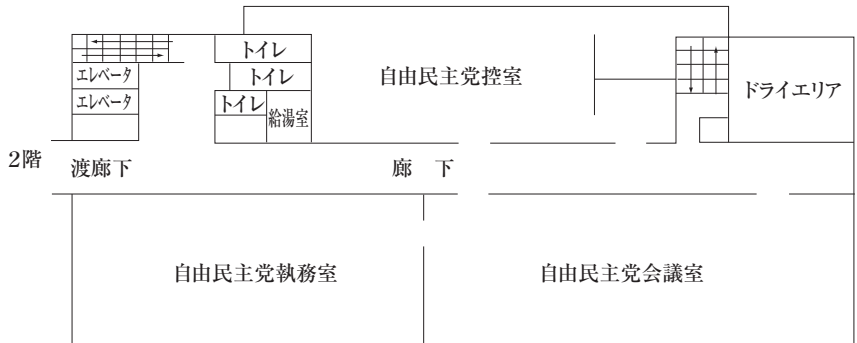 トイレ
エレベータ
トイレ
自由民主党控室
ドライエリア
エレベータ
トイレ
給湯室
2階
渡廊下
廊 下
自由民主党執務室
自由民主党会議室